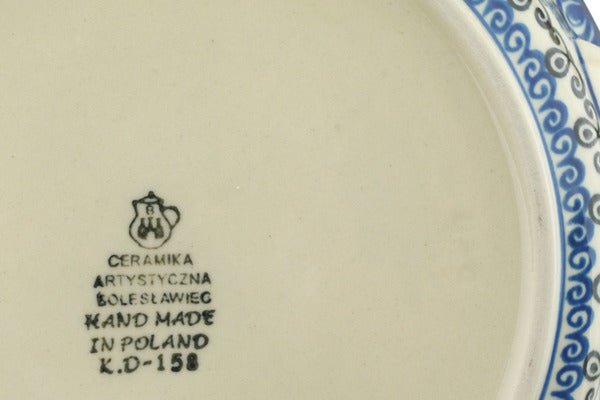 B
CERAMIKA
ARTYSTYCZNA
BOLESŁAWIEC
HAND MADE
IN POLAND
K.D-158